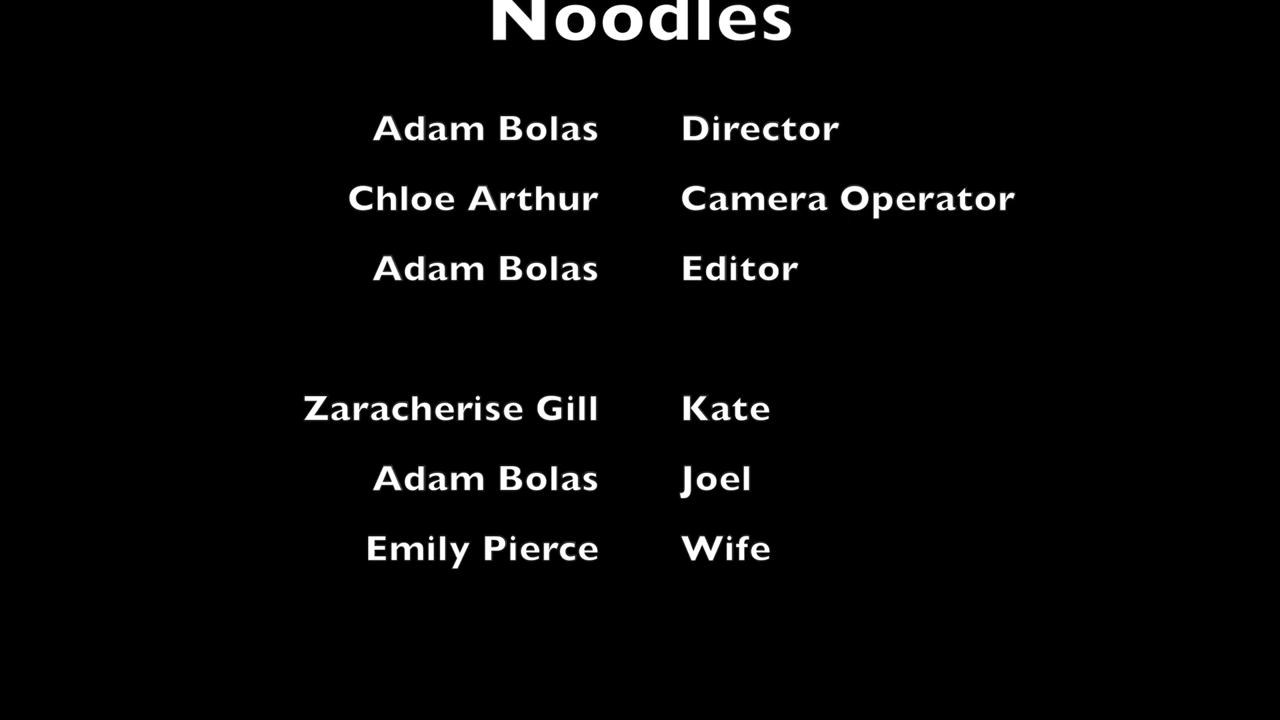 Noodles
Adam Bolas Director
Chloe Arthur Camera Operator
Adam Bolas Editor
Zaracherise Gill Kate
Adam Bolas Joel
Emily Pierce Wife